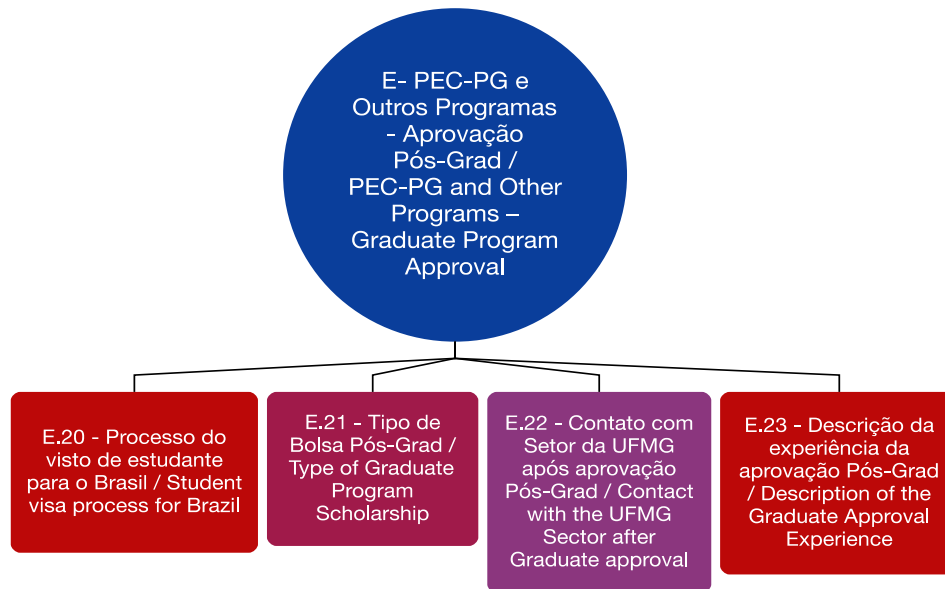 E- PEC-PG e
Outros Programas
- Aprovação
Pós-Grad /
PEC-PG and Other
Programs –
Graduate Program
Approval
E.20 - Processo do
visto de estudante
para o Brasil / Student
visa process for Brazil
E.21 - Tipo de
Bolsa Pós-Grad /
Type of Graduate
Program
Scholarship
E.22 - Contato com
Setor da UFMG
após aprovação
Pós-Grad / Contact
with the UFMG
Sector after
Graduate approval
E.23 - Descrição da
experiência da
aprovação Pós-Grad
/ Description of the
Graduate Approval
Experience